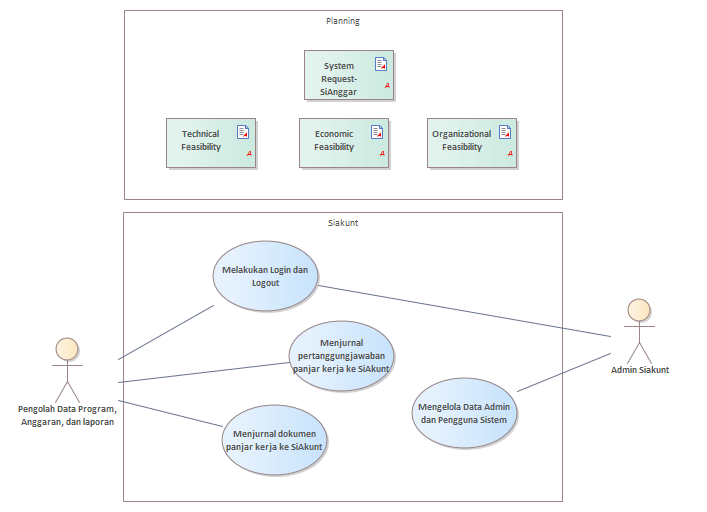 Planning
System
Request-
SiAnggar
A
Technical
Feasibility
A
Economic
Feasibility
A
Organizational
Feasibility
A
Siakunt
Melakukan Login dan
Logout
Menjurnal
pertanggungjawaban
panjar kerja ke SiAkunt
Admin Siakunt
Pengolah Data Program,
Anggaran, dan laporan
Mengelola Data Admin
dan Pengguna Sistem
Menjurnal dokumen
panjar kerja ke SiAkunt